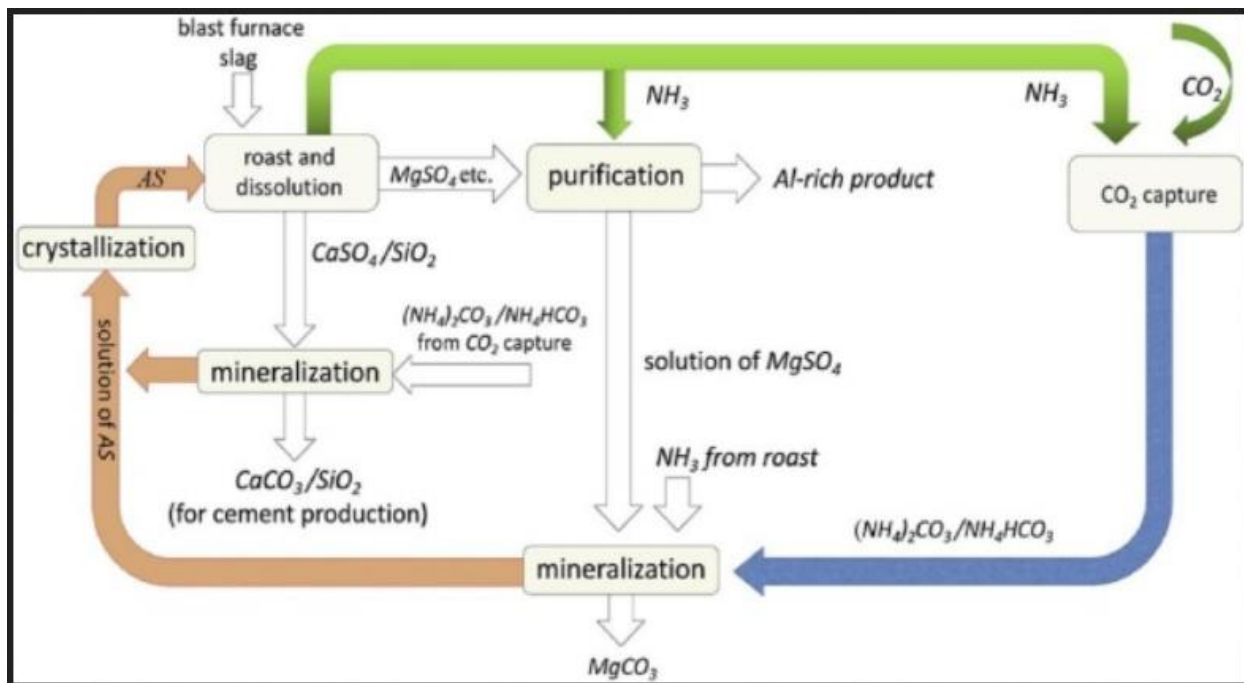 blast furnace
slag
NH₃
NH₃
CO₂
AS
roast and
dissolution
MgSO₄ etc.
purification
Al-rich product
CO₂ capture
crystallization
CaSO₄/SiO₂
(NH₄)₂CO₃/NH₄HCO₃
from CO₂ capture
solution of AS
mineralization
solution of MgSO₄
CaCO₃/SiO₂
(for cement production)
NH₃ from roast
(NH₄)₂CO₃/NH₄HCO₃
mineralization
MgCO₃